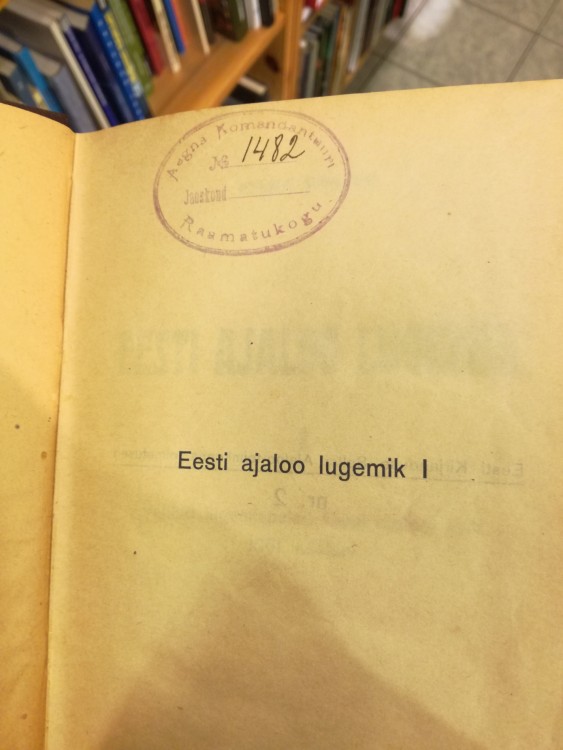 Aegna Komandantuuri
№ 1482
Jaoskond
Raamatukogu.
Eesti ajaloo lugemik I